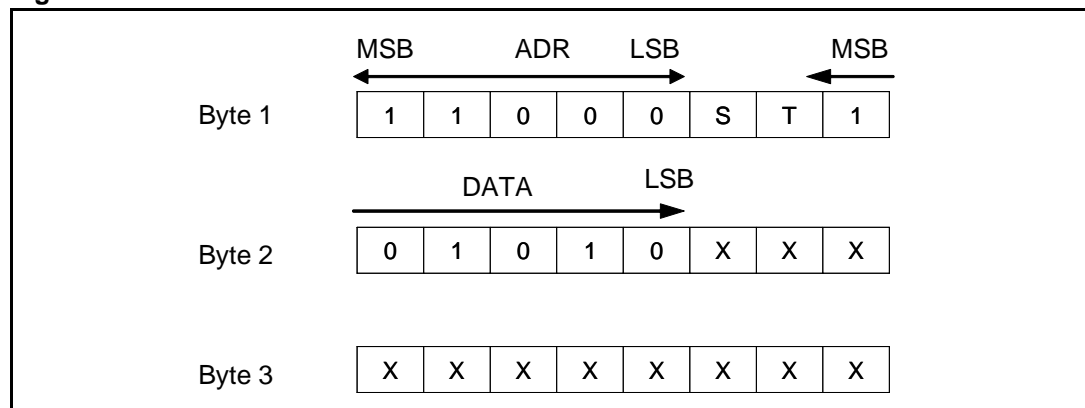 MSB ADR LSB MSB
Byte 1 1 1 0 0 0 S T 1
DATA LSB
Byte 2 0 1 0 1 0 X X X
Byte 3 X X X X X X X X